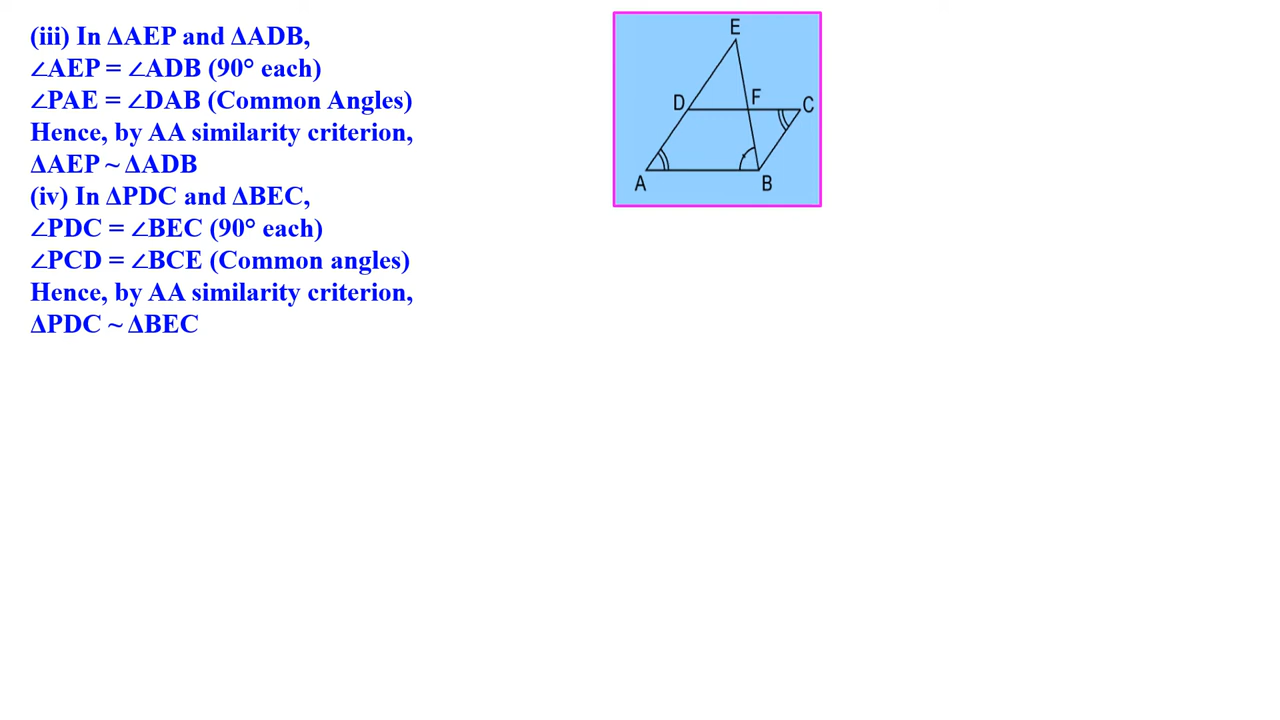 (iii) In ΔAEP and ΔADB,
∠AEP = ∠ADB (90° each)
∠PAE = ∠DAB (Common Angles)
Hence, by AA similarity criterion,
ΔAEP ~ ΔADB
(iv) In ΔPDC and ΔBEC,
∠PDC = ∠BEC (90° each)
∠PCD = ∠BCE (Common angles)
Hence, by AA similarity criterion,
ΔPDC ~ ΔBEC
E
D F C
A B